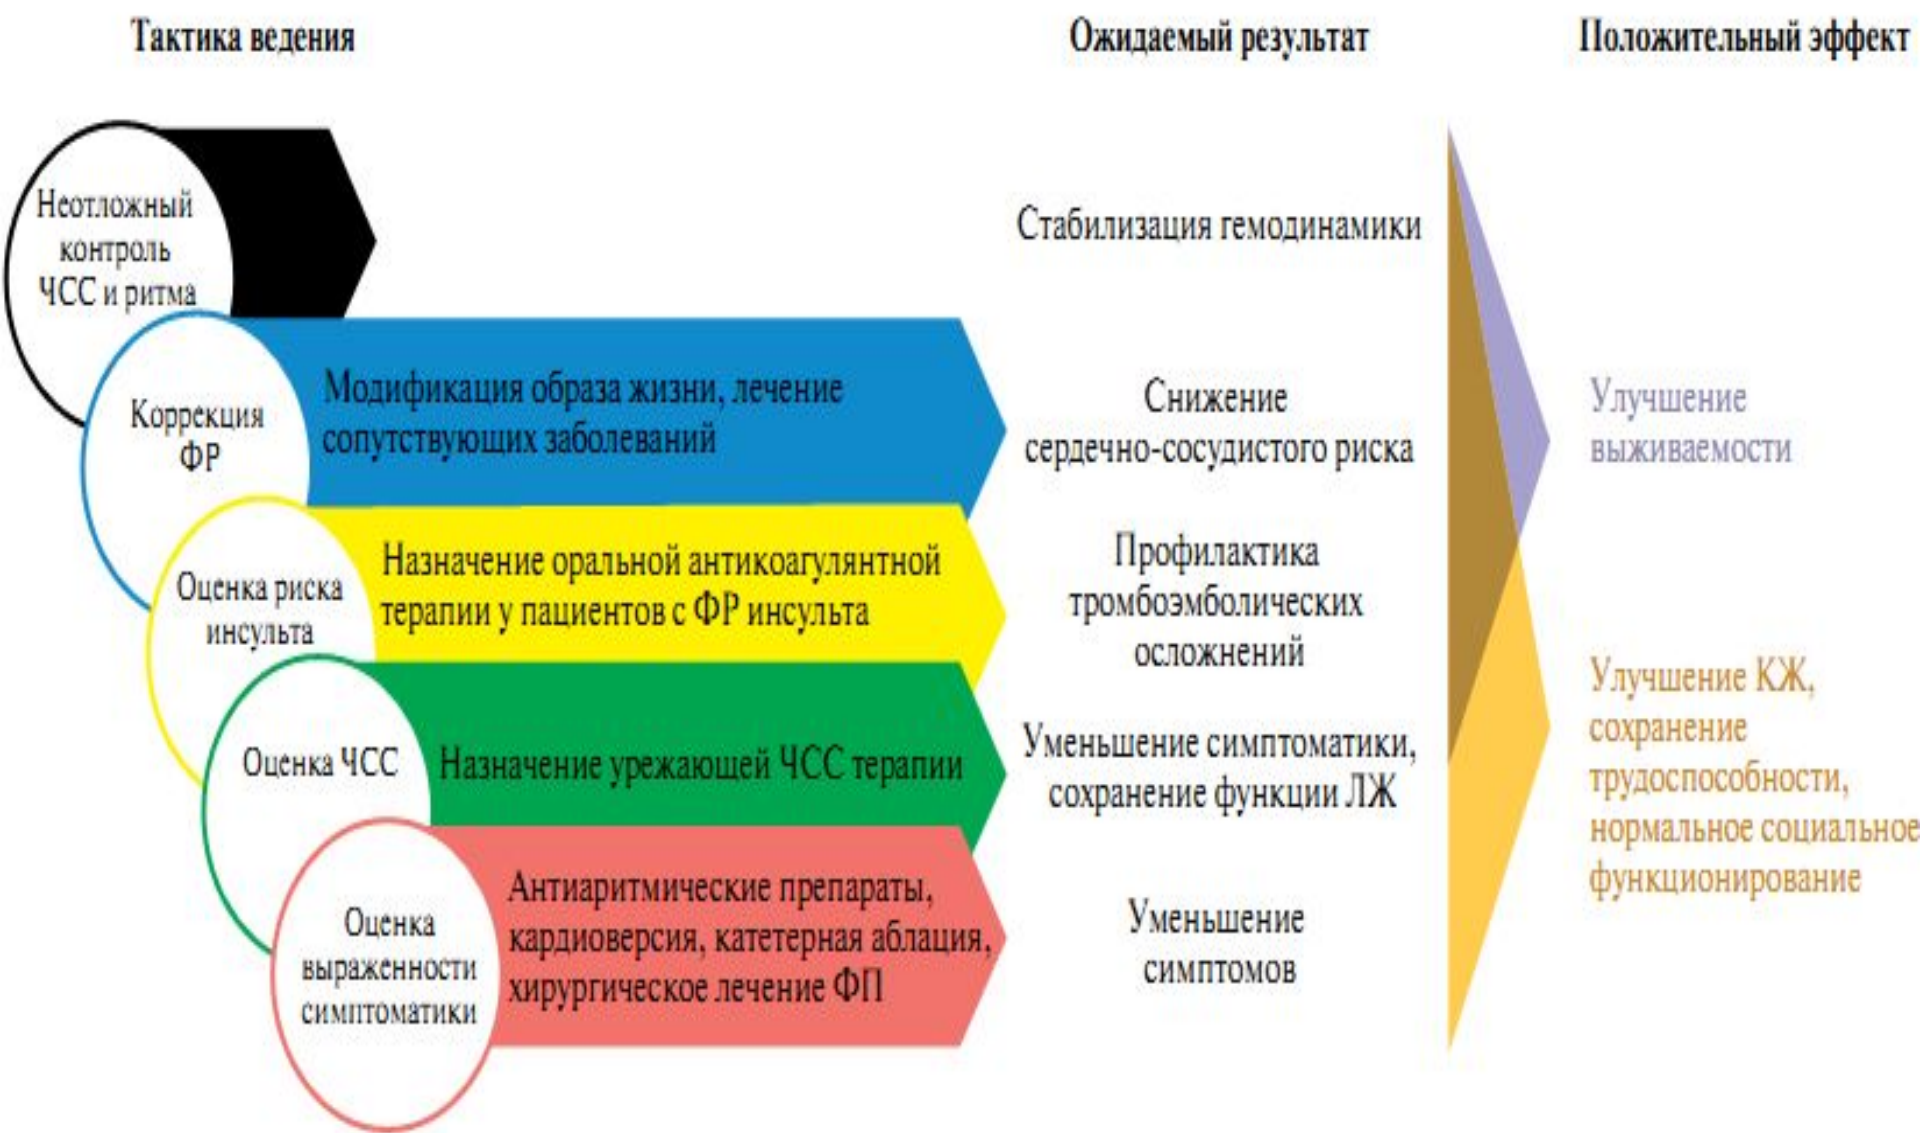 Тактика ведения
Ожидаемый результат
Положительный эффект
Неотложный
контроль
ЧСС и ритма
Стабилизация гемодинамики
Коррекция
ФР
Модификация образа жизни, лечение
сопутствующих заболеваний
Снижение
сердечно-сосудистого риска
Улучшение
выживаемости
Оценка риска
инсульта
Назначение оральной антикоагулянтной
терапии у пациентов с ФР инсульта
Профилактика
тромбоэмболических
осложнений
Оценка ЧСС
Назначение урежающей ЧСС терапии
Уменьшение симптоматики,
сохранение функции ЛЖ
Улучшение КЖ,
сохранение
трудоспособности,
нормальное социальное
функционирование
Оценка
выраженности
симптоматики
Антиаритмические препараты,
кардиоверсия, катетерная аблация,
хирургическое лечение ФП
Уменьшение
симптомов